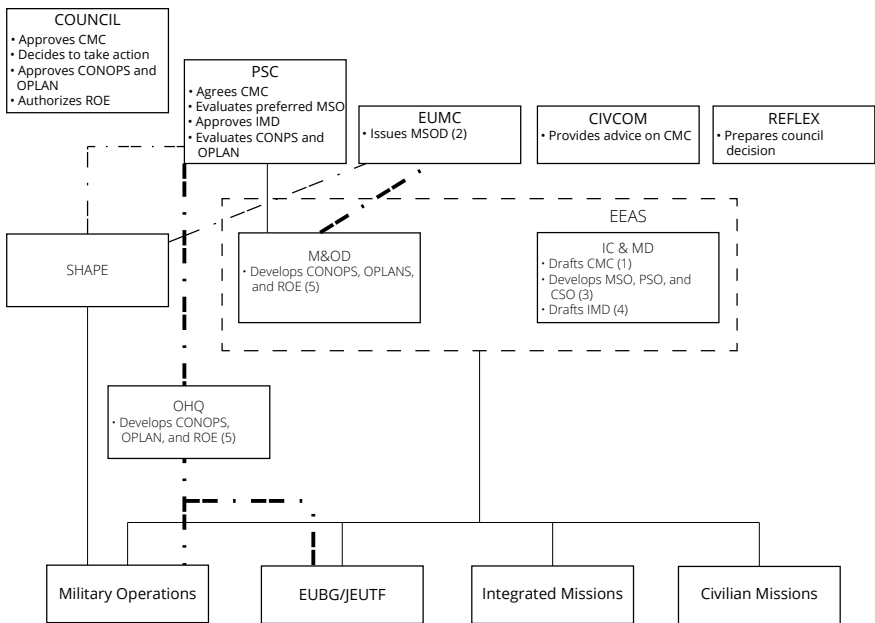 COUNCIL
• Approves CMC
• Decides to take action
• Approves CONOPS and
OPLAN
• Authorizes ROE
PSC
• Agrees CMC
• Evaluates preferred MSO
• Approves IMD
• Evaluates CONPS and
OPLAN
EUMC
• Issues MSOD (2)
CIVCOM
• Provides advice on CMC
REFLEX
• Prepares council
decision
EEAS
SHAPE
M&OD
• Develops CONOPS, OPLANS,
and ROE (5)
IC & MD
• Drafts CMC (1)
• Develops MSO, PSO, and
CSO (3)
• Drafts IMD (4)
OHQ
• Develops CONOPS,
OPLAN, and ROE (5)
Military Operations
EUBG/JEUTF
Integrated Missions
Civilian Missions